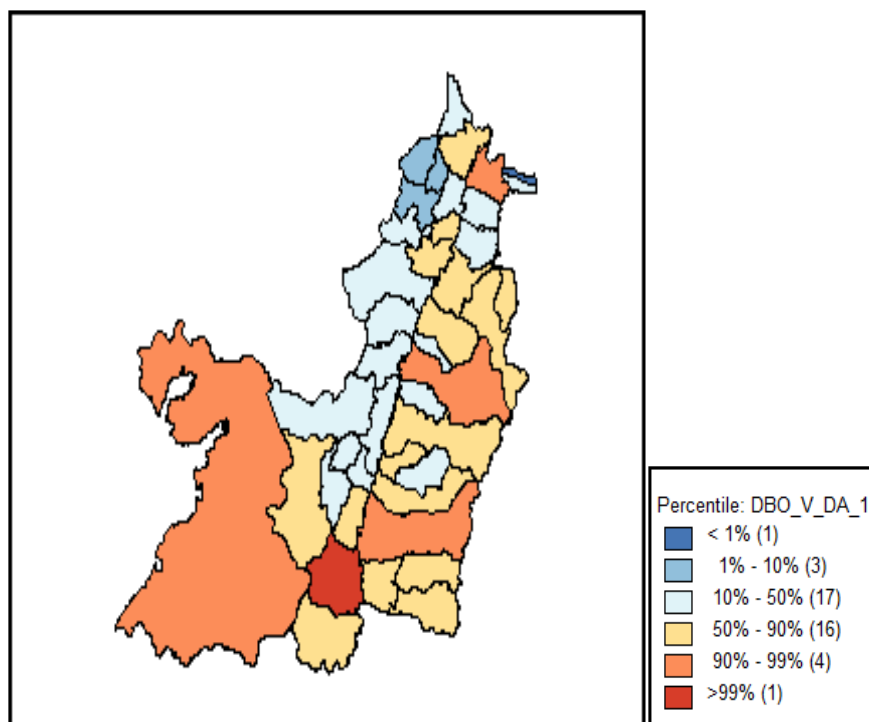 Percentile: DBO_V_DA_1
< 1% (1)
1% - 10% (3)
10% - 50% (17)
50% - 90% (16)
90% - 99% (4)
>99% (1)